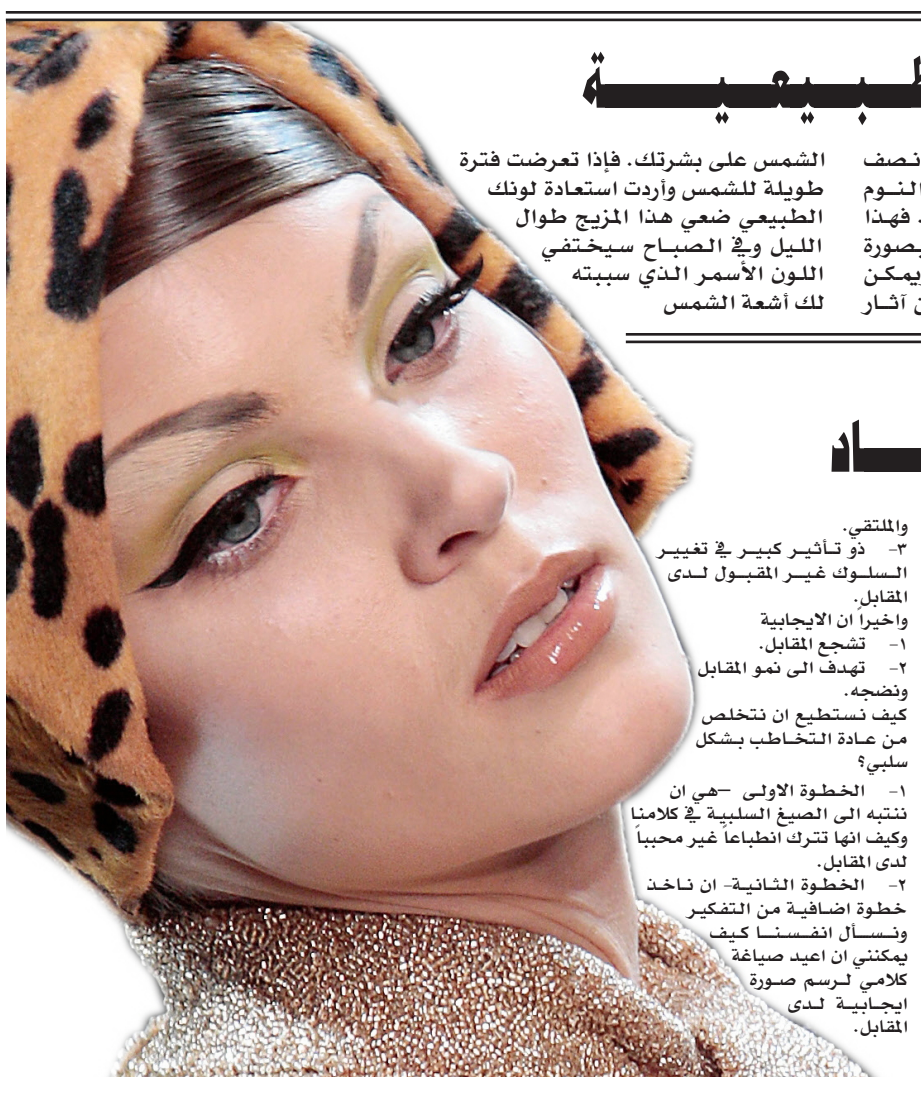 الشمس على بشرتك. فإذا تعرضت فترة
طويلة للشمس وأردت استعادة لونك
الطبيعي ضعي هذا المزيج طوال
الليل وفي الصباح سيختفي
اللون الأسمر الذي سببته
لك أشعة الشمس
نصف
النوم
فهذا
بصورة
يمكن
آثار
والملتقي.
٣- ذو تأثير كبير في تغيير
السلوك غير المقبول لدى
المقابل.
واخيراً ان الايجابية
١- تشجع المقابل.
٢- تهدف الى نمو المقابل
ونضجه.
كيف نستطيع ان نتخلص
من عادة التخاطب بشكل
سلبي؟
١- الخطوة الاولى –هي ان
ننتبه الى الصيغ السلبية في كلامنا
وكيف انها تترك انطباعاً غير محبباً
لدى المقابل.
٢- الخطوة الثانية- ان ناخذ
خطوة اضافية من التفكير
ونسأل انفسنا كيف
يمكنني ان اعيد صياغة
كلامي لرسم صورة
ايجابية لدى
المقابل.